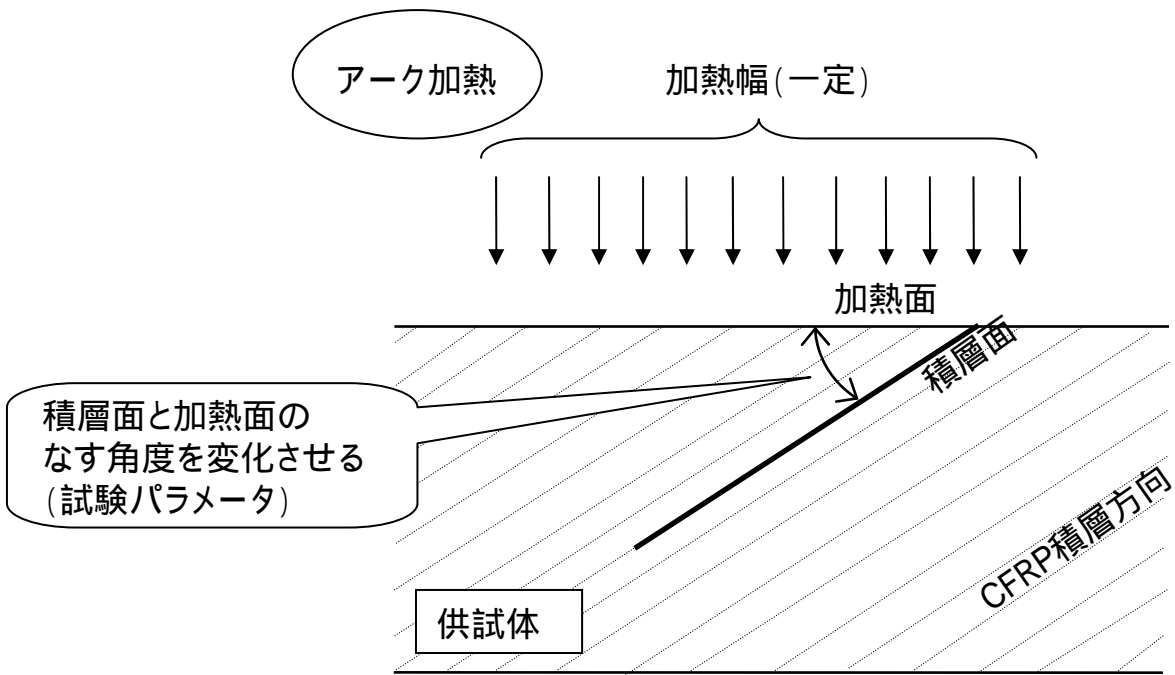 アーク加熱
加熱幅(一定)
加熱面
積層面
積層面と加熱面の
なす角度を変化させる
(試験パラメータ)
CFRP積層方向
供試体